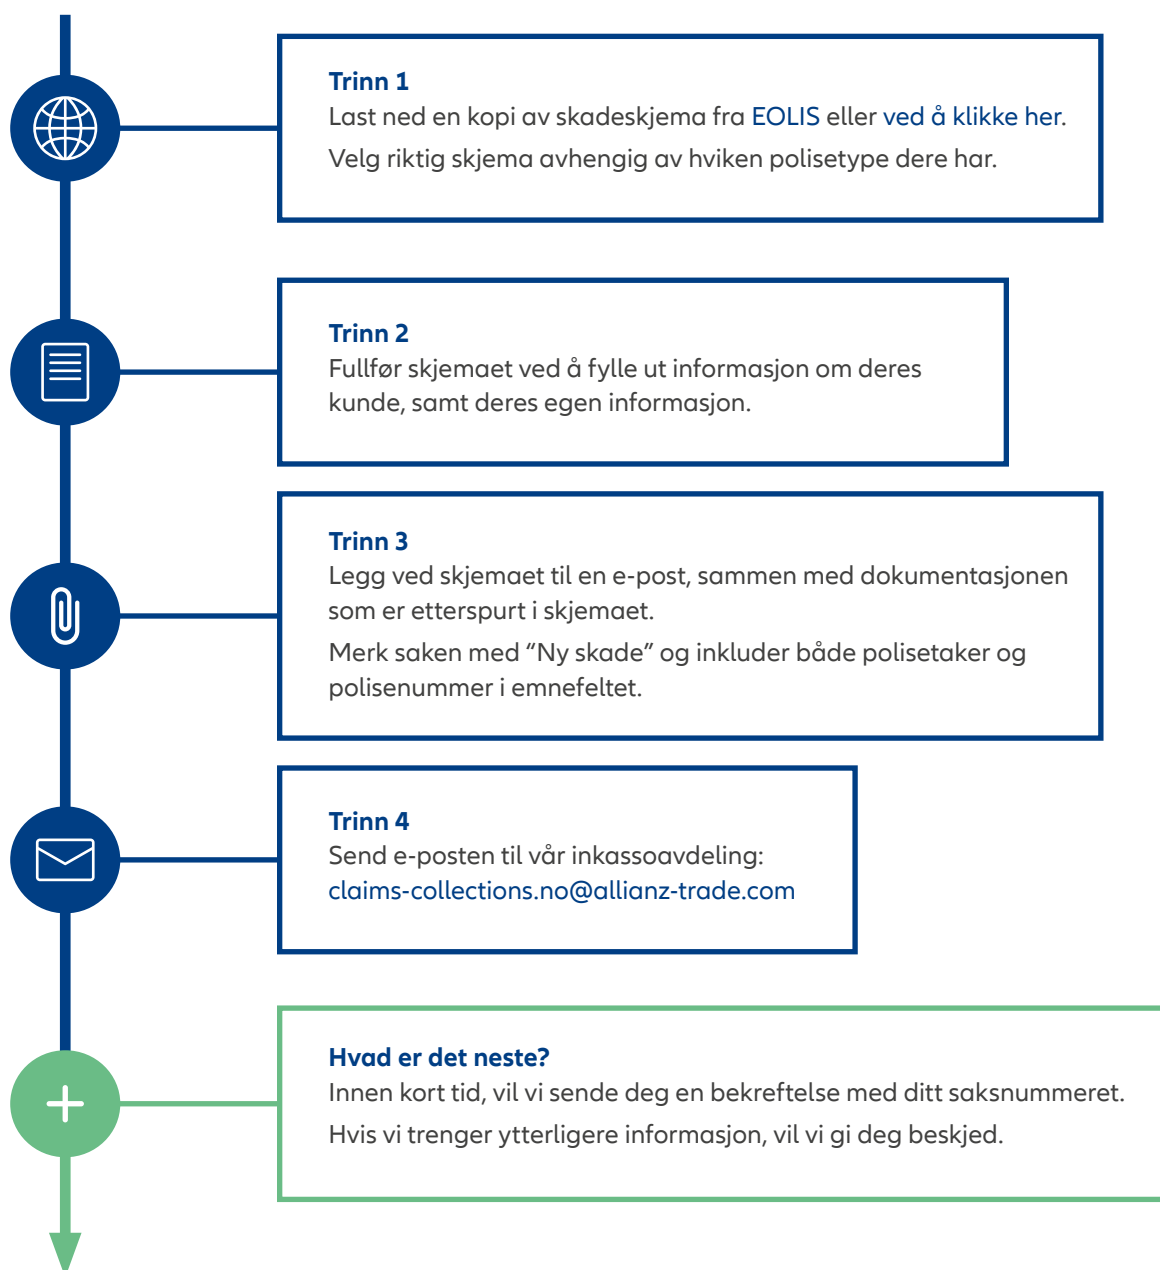 Trinn 1
Last ned en kopi av skadeskjema fra EOLIS eller ved å klikke her.
Velg riktig skjema avhengig av hviken polisetype dere har.
Trinn 2
Fullfør skjemaet ved å fylle ut informasjon om deres
kunde, samt deres egen informasjon.
Trinn 3
Legg ved skjemaet til en e-post, sammen med dokumentasjonen
som er etterspurt i skjemaet.
Merk saken med “Ny skade” og inkluder både polisetaker og
polisenummer i emnefeltet.
Trinn 4
Send e-posten til vår inkassoavdeling:
claims-collections.no@allianz-trade.com
Hvad er det neste?
Innen kort tid, vil vi sende deg en bekreftelse med ditt saksnummeret.
Hvis vi trenger ytterligere informasjon, vil vi gi deg beskjed.